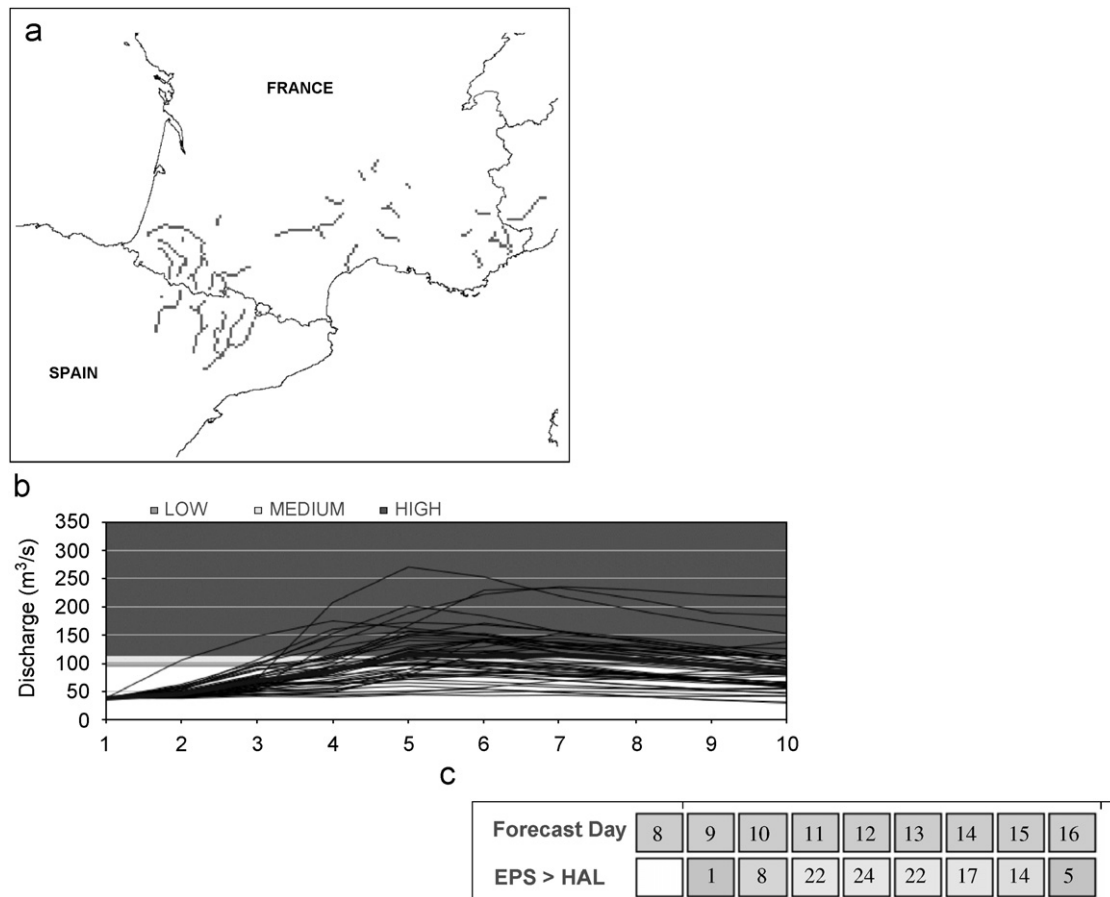 a
FRANCE
SPAIN
b
LOW MEDIUM HIGH
Discharge (m³/s)
350
300
250
200
150
100
50
0
1 2 3 4 5 6 7 8 9 10
c
Forecast Day 8 9 10 11 12 13 14 15 16
EPS > HAL 1 8 22 24 22 17 14 5